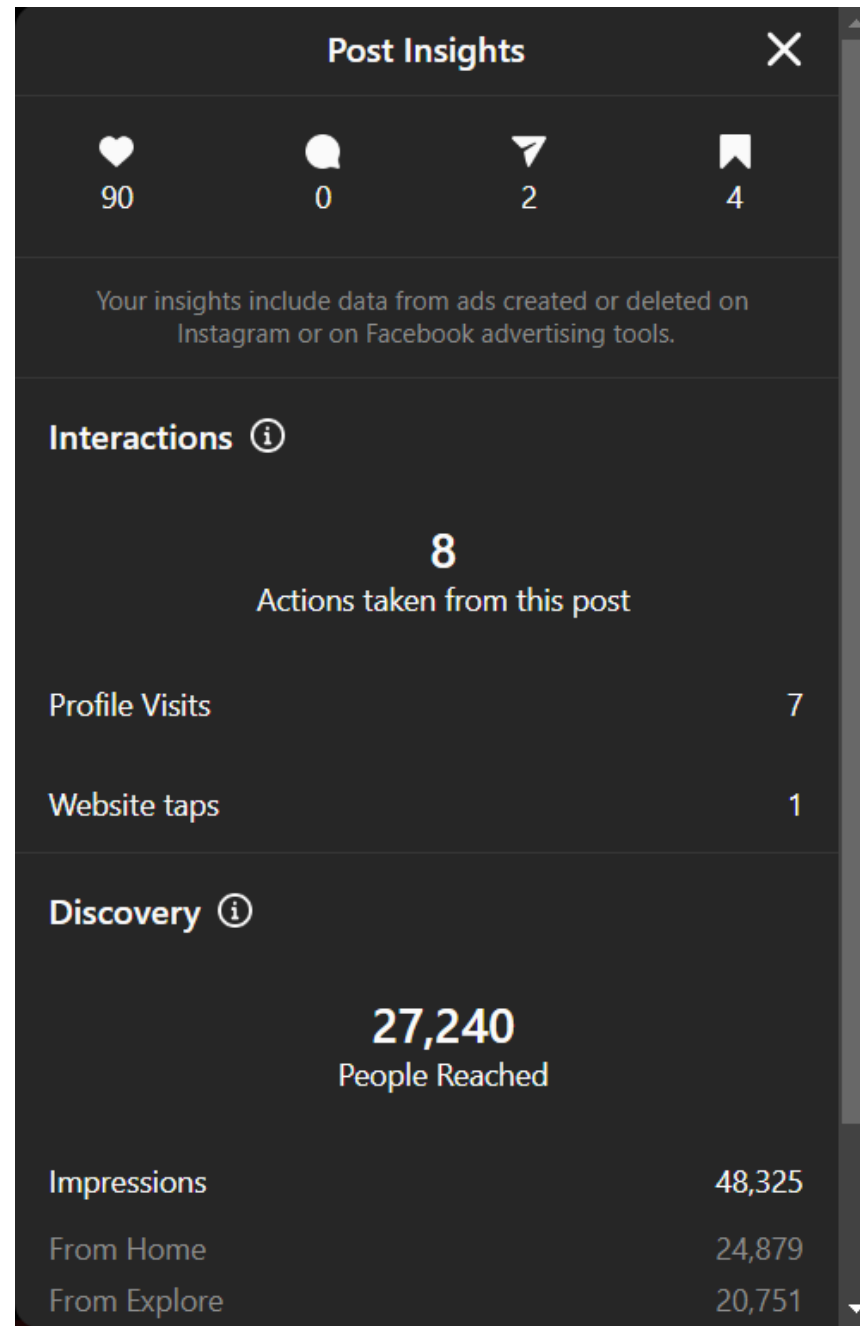 Post Insights
90 0 2 4
Your insights include data from ads created or deleted on
Instagram or on Facebook advertising tools.
Interactions
8
Actions taken from this post
Profile Visits 7
Website taps 1
Discovery
27,240
People Reached
Impressions 48,325
From Home 24,879
From Explore 20,751